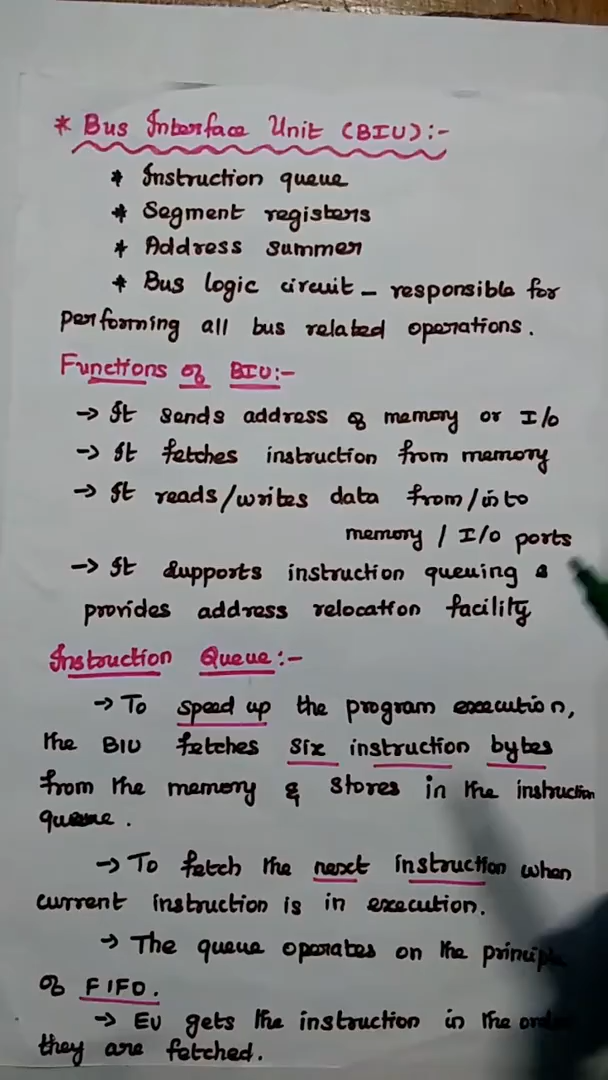 * Bus Interface Unit (BIU):-
* Instruction queue
* Segment registers
* Address summer
* Bus logic circuit - responsible for
performing all bus related operations.
Functions of BIU:-
→ It sends address of memory or I/o
→ It fetches instruction from memory
→ It reads/writes data from/into
memory / I/o ports
→ It supports instruction queuing &
provides address relocation facility
Instruction Queue:-
→ To speed up the program execution,
the BIU fetches six instruction bytes
from the memory & stores in the instruction
queue.
→ To fetch the next instruction when
current instruction is in execution.
→ The queue operates on the principle
of FIFO.
→ EU gets the instruction in the order
they are fetched.